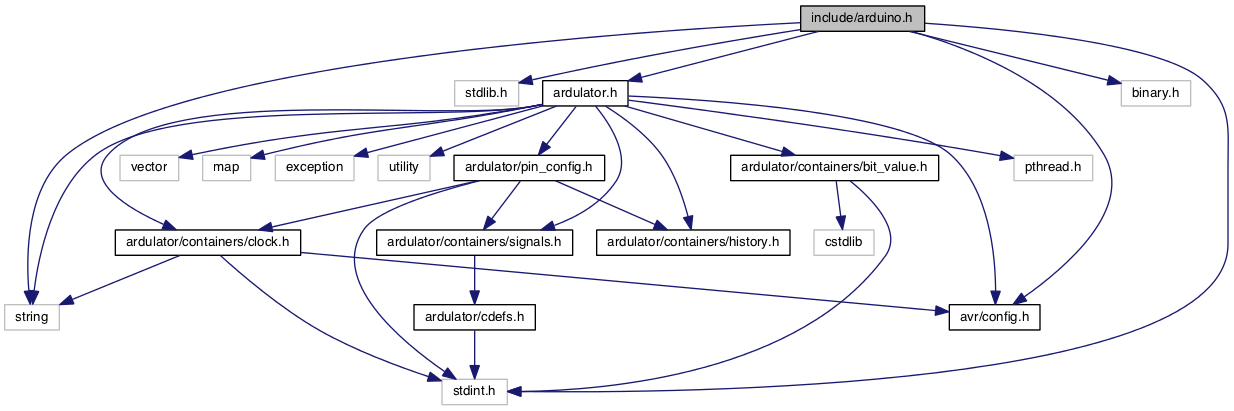 include/arduino.h
stdlib.h
ardulator.h
binary.h
vector
map
exception
utility
ardulator/pin_config.h
ardulator/containers/bit_value.h
pthread.h
ardulator/containers/clock.h
ardulator/containers/signals.h
ardulator/containers/history.h
cstdlib
string
ardulator/cdefs.h
avr/config.h
stdint.h